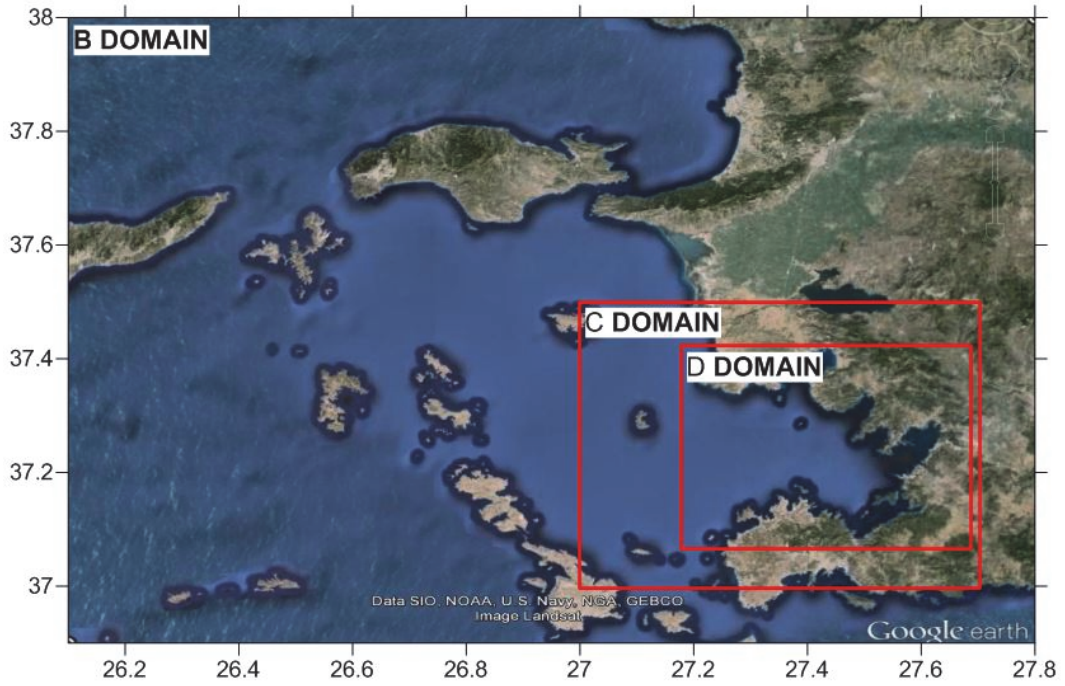 38
B DOMAIN
37.8
37.6
C DOMAIN
37.4
D DOMAIN
37.2
37
Data SIO, NOAA, U.S. Navy, NGA, GEBCO
Image Landsat
Google earth
26.2 26.4 26.6 26.8 27 27.2 27.4 27.6 27.8